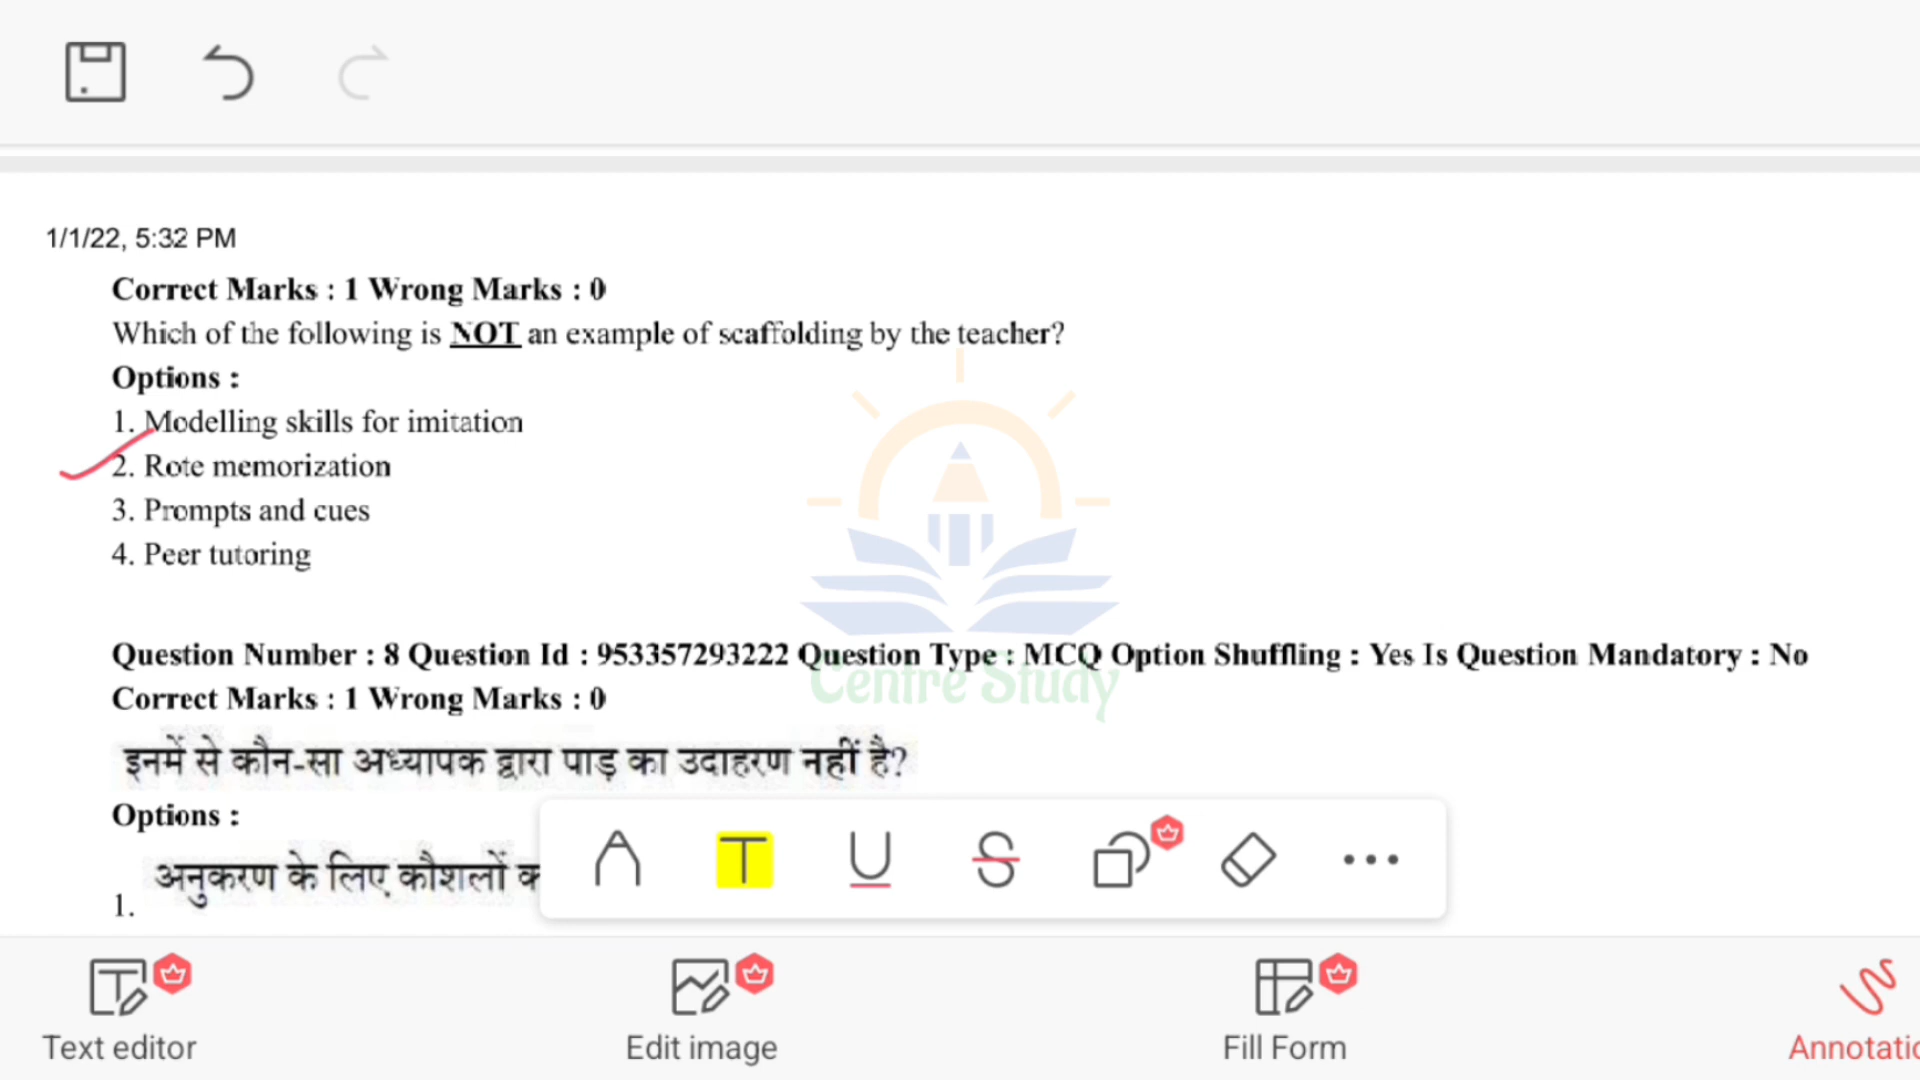 1/1/22, 5:32 PM
Correct Marks : 1 Wrong Marks : 0
Which of the following is NOT an example of scaffolding by the teacher?
Options :
1. Modelling skills for imitation
2. Rote memorization
3. Prompts and cues
4. Peer tutoring
Question Number : 8 Question Id : 953357293222 Question Type : MCQ Option Shuffling : Yes Is Question Mandatory : No
Centre Study
Correct Marks : 1 Wrong Marks : 0
इनमें से कौन-सा अध्यापक द्वारा पाड़ का उदाहरण नहीं है?
Options :
1. अनुकरण के लिए कौशलों क
Text editor
Edit image
Fill Form
Annotatio